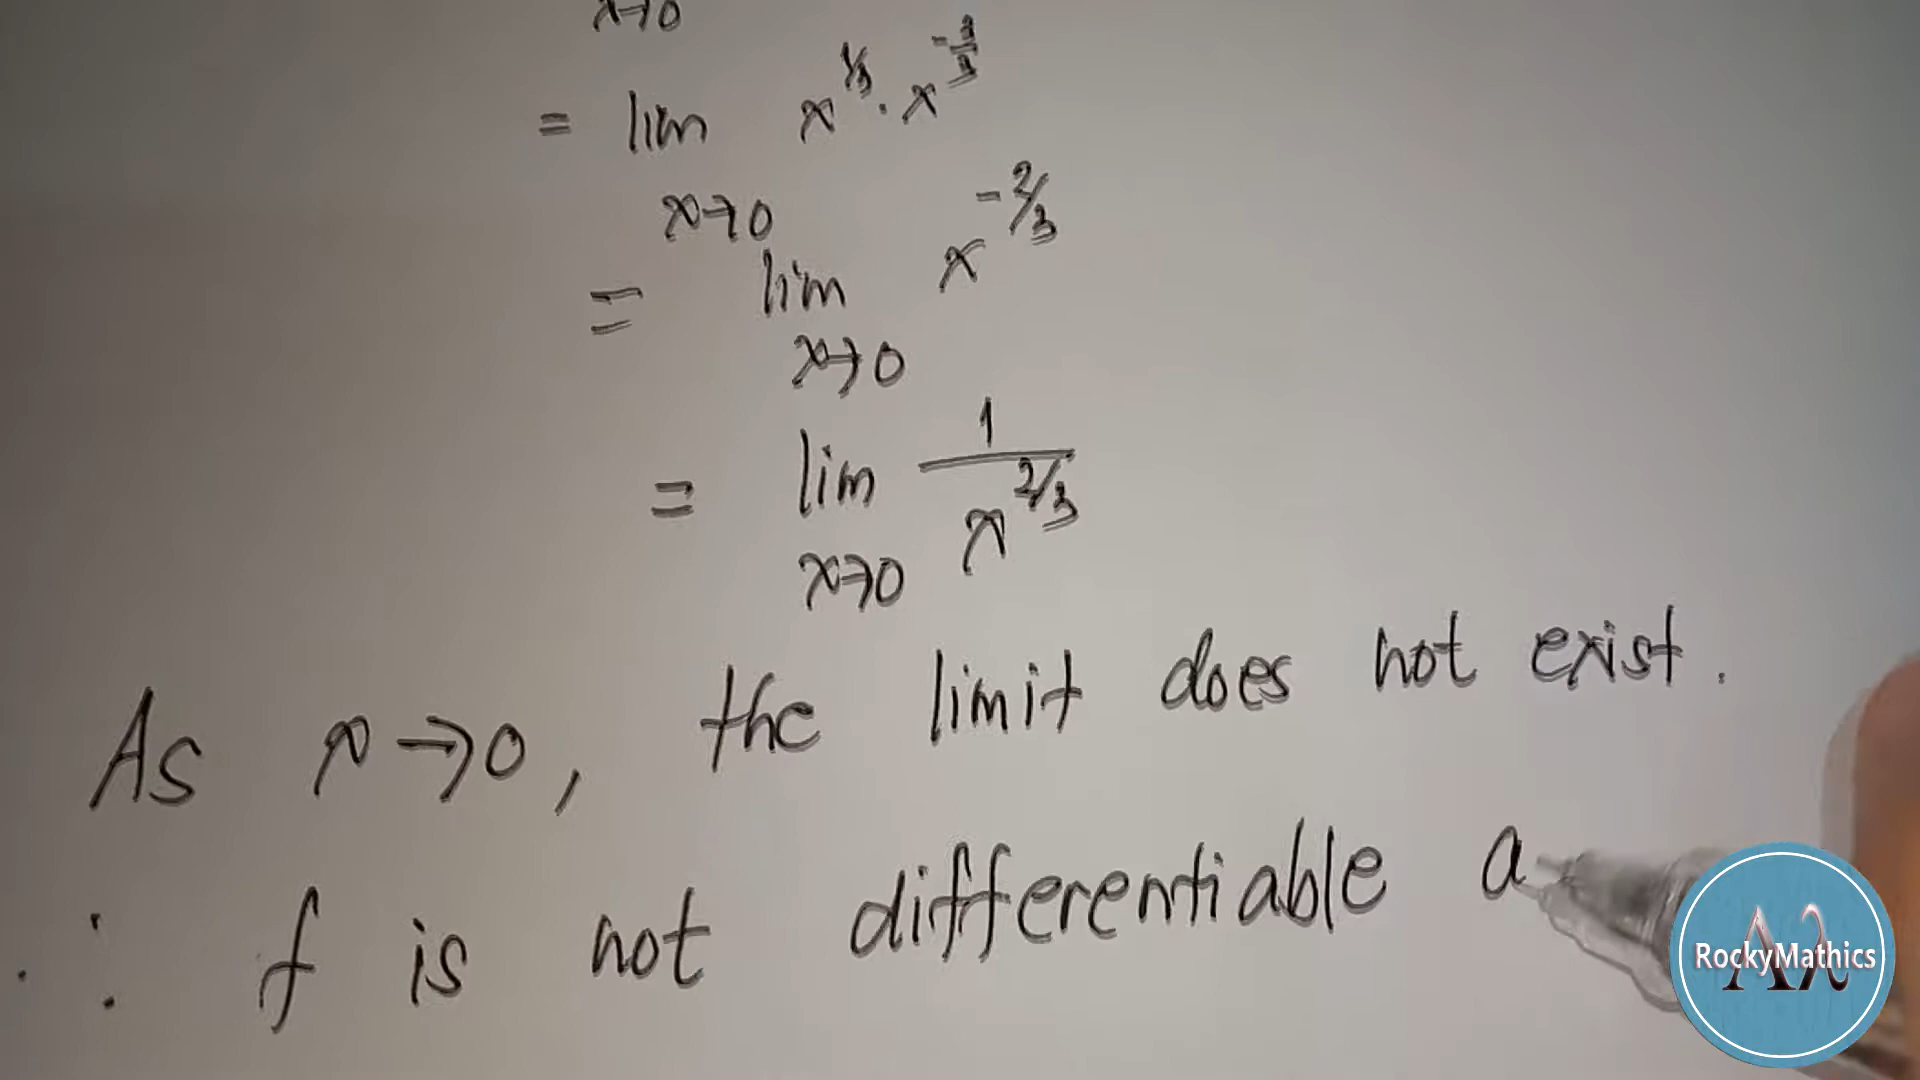 x→0
= lim x^1/3 . x^-3/3
x→0
= lim x^-2/3
x→0
= lim 1/x^2/3
x→0
As x→0, the limit does not exist.
∴ f is not differentiable a
RockyMathics